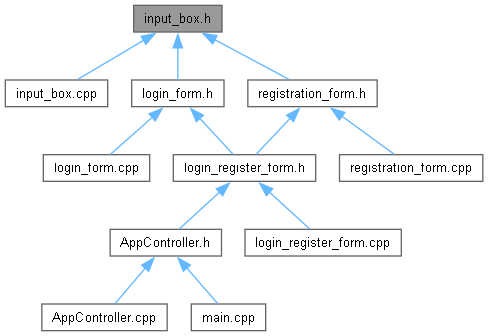 input_box.h
input_box.cpp
login_form.h
registration_form.h
login_form.cpp
login_register_form.h
registration_form.cpp
AppController.h
login_register_form.cpp
AppController.cpp
main.cpp